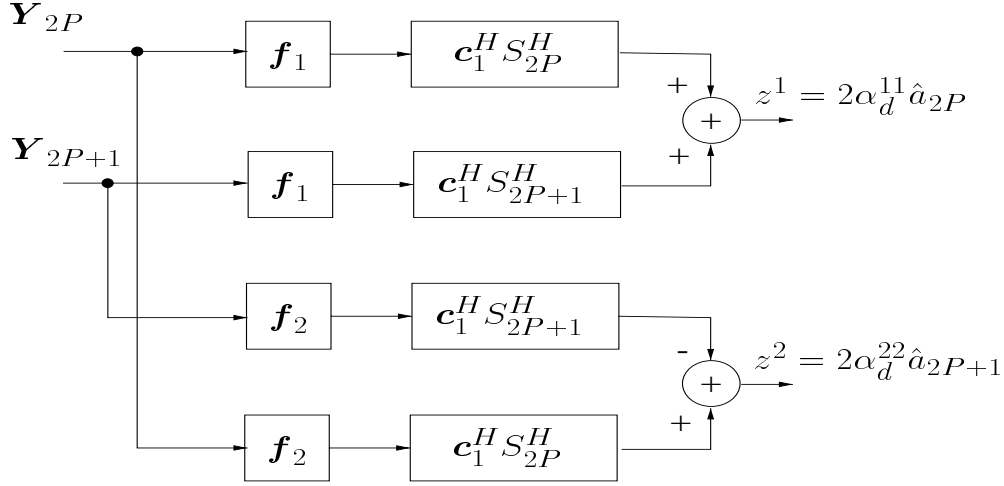 Y_{2P}
f_1
c_1^H S_{2P}^H
+
+
z^1 = 2α_d^{11} â_{2P}
Y_{2P+1}
+
f_1
c_1^H S_{2P+1}^H
f_2
c_1^H S_{2P+1}^H
-
+
z^2 = 2α_d^{22} â_{2P+1}
+
f_2
c_1^H S_{2P}^H